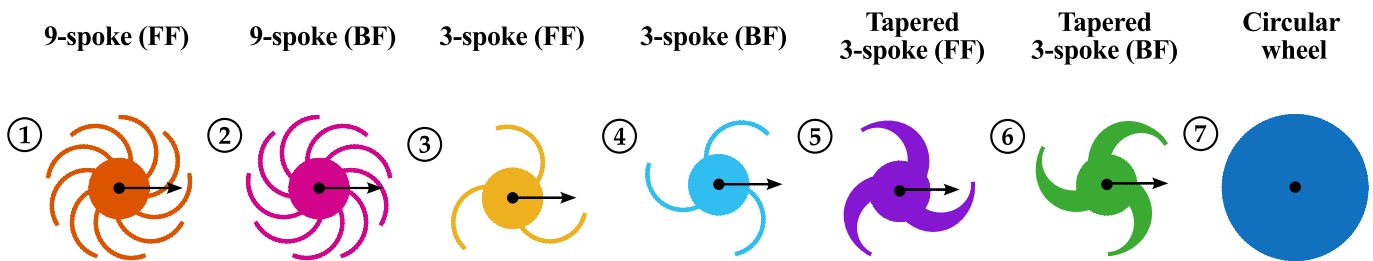 9-spoke (FF)
9-spoke (BF)
3-spoke (FF)
3-spoke (BF)
Tapered
3-spoke (FF)
Tapered
3-spoke (BF)
Circular
wheel
1
2
3
4
5
6
7